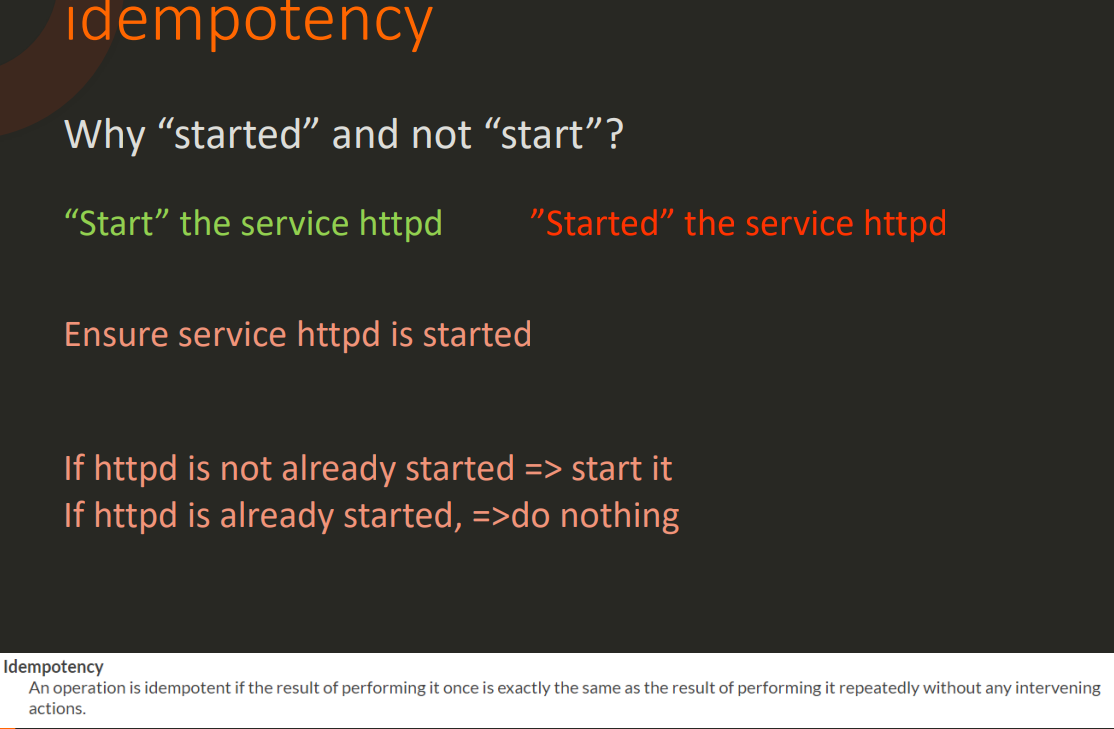 idempotency
Why “started” and not “start”?
“Start” the service httpd ”Started” the service httpd
Ensure service httpd is started
If httpd is not already started => start it
If httpd is already started, =>do nothing
Idempotency
An operation is idempotent if the result of performing it once is exactly the same as the result of performing it repeatedly without any intervening
actions.